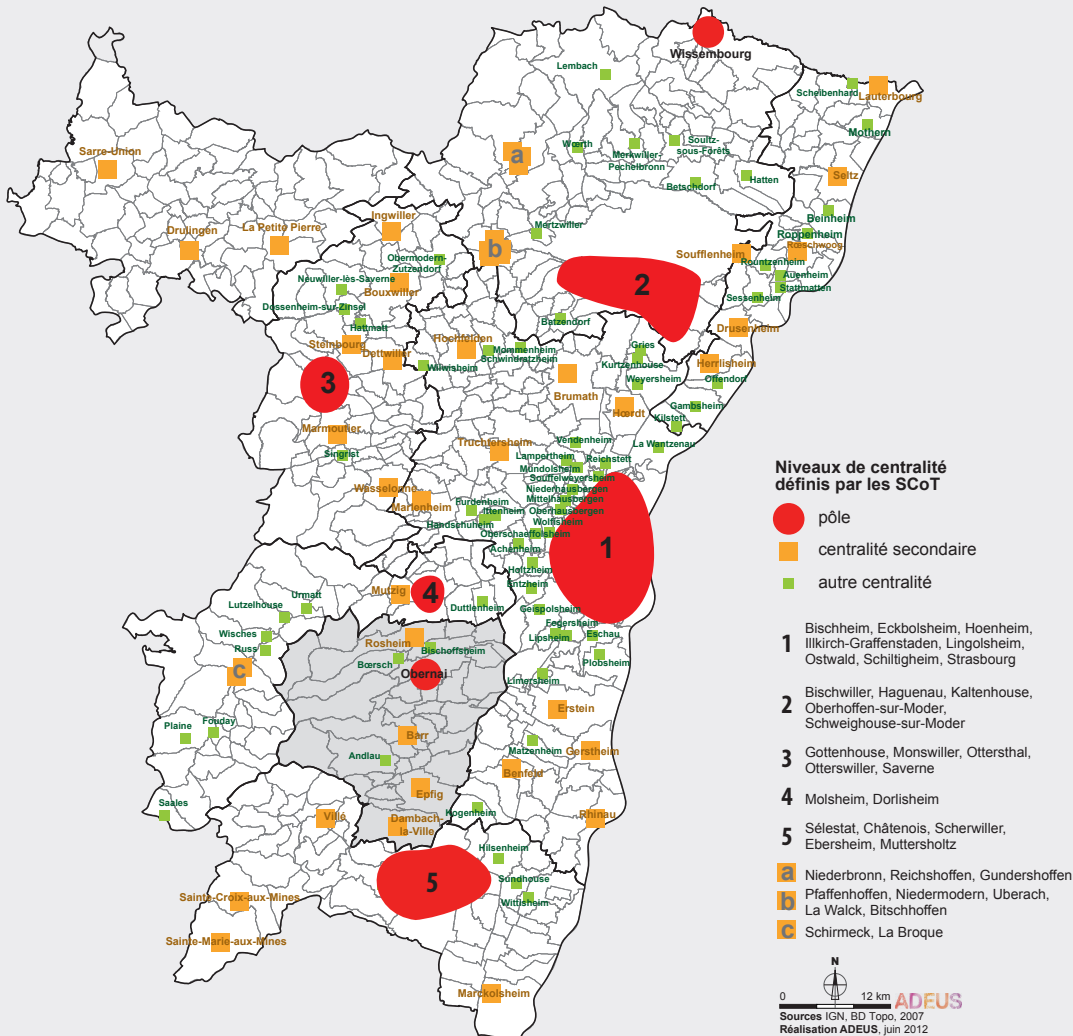 Wissembourg
Lembach
Scheibenhard
Lauterbourg
Mothern
Sarre-Union
a
Wœrth
Merkwiller-
Pechelbronn
Soultz-
sous-Forêts
Betschdorf
Hatten
Seltz
Beinheim
Drulingen
La Petite Pierre
Ingwiller
Mertzwiller
b
Roppenheim
Rœschwoog
Obermodern-
Zutzendorf
Soufflenheim
Rountzenheim
Auenheim
Stattmatten
Sessenheim
Neuwiller-lès-Saverne
Bouxwiller
2
Dossenheim-sur-Zinsel
Hattmatt
Batzendorf
Drusenheim
Steinbourg
Dettwiller
Hochfelden
Mommenheim
Schwindratzheim
Wilwisheim
Gries
Kurtzenhouse
Herrlisheim
Offendorf
3
Brumath
Weyersheim
Hœrdt
Gambsheim
Kilstett
Marmoutier
Singrist
Truchtersheim
Vendenheim
La Wantzenau
Lampertheim
Reichstett
Mundolsheim
Souffelweyersheim
Niederhausbergen
Mittelhausbergen
Oberhausbergen
Wolfisheim
Wasselonne
Marlenheim
Furdenheim
Ittenheim
Handschuheim
Oberschaeffolsheim
Achenheim
Holtzheim
Entzheim
1
Mutzig
4
Duttlenheim
Geispolsheim
Fegersheim
Lipsheim
Eschau
Plobsheim
Limersheim
Urmatt
Lutzelhouse
Wisches
Russ
c
Rosheim
Bischoffsheim
Bœrsch
Obernai
Plaine
Fouday
Saales
Barr
Andlau
Epfig
Dambach-
la-Ville
Erstein
Matzenheim
Gerstheim
Benfeld
Rhinau
Kogenheim
Villé
5
Hilsenheim
Sundhouse
Wittisheim
Sainte-Croix-aux-Mines
Sainte-Marie-aux-Mines
Marckolsheim
Niveaux de centralité
définis par les SCoT
pôle
centralité secondaire
autre centralité
1 Bischheim, Eckbolsheim, Hoenheim,
Illkirch-Graffenstaden, Lingolsheim,
Ostwald, Schiltigheim, Strasbourg
2 Bischwiller, Haguenau, Kaltenhouse,
Oberhoffen-sur-Moder,
Schweighouse-sur-Moder
3 Gottenhouse, Monswiller, Ottersthal,
Otterswiller, Saverne
4 Molsheim, Dorlisheim
5 Sélestat, Châtenois, Scherwiller,
Ebersheim, Muttersholtz
a Niederbronn, Reichshoffen, Gundershoffen
b Pfaffenhoffen, Niedermodern, Uberach,
La Walck, Bitschhoffen
c Schirmeck, La Broque
N
0 12 km ADEUS
Sources IGN, BD Topo, 2007
Réalisation ADEUS, juin 2012